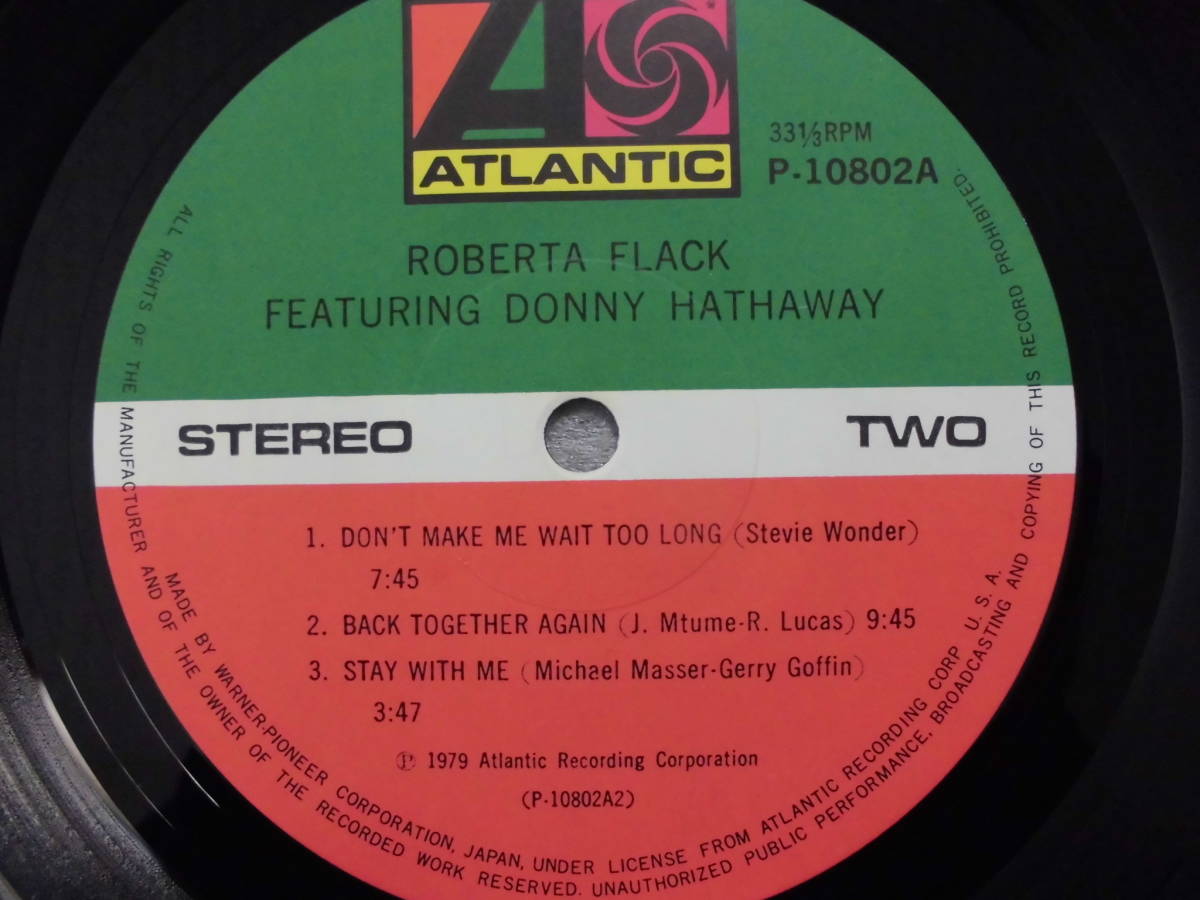 ATLANTIC
33⅓RPM
P-10802A
ROBERTA FLACK
FEATURING DONNY HATHAWAY
STEREO
TWO
1. DON'T MAKE ME WAIT TOO LONG (Stevie Wonder)
7:45
2. BACK TOGETHER AGAIN (J. Mtume-R. Lucas) 9:45
3. STAY WITH ME (Michael Masser-Gerry Goffin)
3:47
Ⓟ 1979 Atlantic Recording Corporation
(P-10802A2)
MADE BY WARNER-PIONEER CORPORATION, JAPAN, UNDER LICENSE FROM ATLANTIC RECORDING CORP U. S. A.
ALL RIGHTS OF THE MANUFACTURER AND OF THE OWNER OF THE RECORDED WORK RESERVED. UNAUTHORIZED PUBLIC PERFORMANCE, BROADCASTING AND COPYING OF THIS RECORD PROHIBITED.